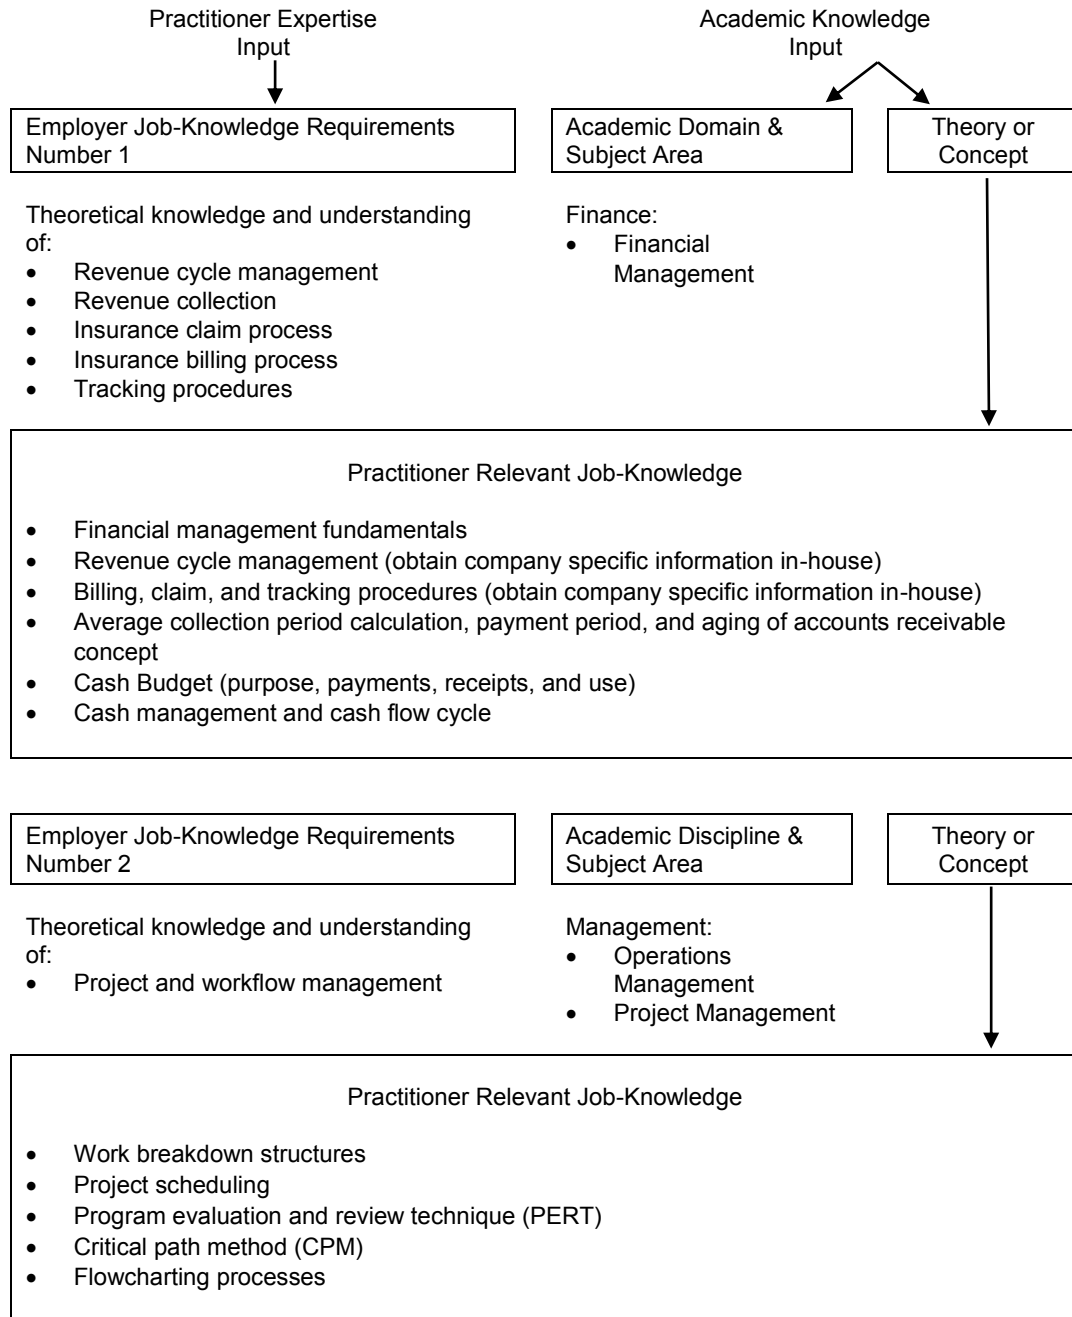 Practitioner Expertise
Input
Academic Knowledge
Input
Employer Job-Knowledge Requirements
Number 1
Academic Domain &
Subject Area
Theory or
Concept
Theoretical knowledge and understanding
of:
• Revenue cycle management
• Revenue collection
• Insurance claim process
• Insurance billing process
• Tracking procedures
Finance:
• Financial
Management
Practitioner Relevant Job-Knowledge
• Financial management fundamentals
• Revenue cycle management (obtain company specific information in-house)
• Billing, claim, and tracking procedures (obtain company specific information in-house)
• Average collection period calculation, payment period, and aging of accounts receivable
concept
• Cash Budget (purpose, payments, receipts, and use)
• Cash management and cash flow cycle
Employer Job-Knowledge Requirements
Number 2
Academic Discipline &
Subject Area
Theory or
Concept
Theoretical knowledge and understanding
of:
• Project and workflow management
Management:
• Operations
Management
• Project Management
Practitioner Relevant Job-Knowledge
• Work breakdown structures
• Project scheduling
• Program evaluation and review technique (PERT)
• Critical path method (CPM)
• Flowcharting processes